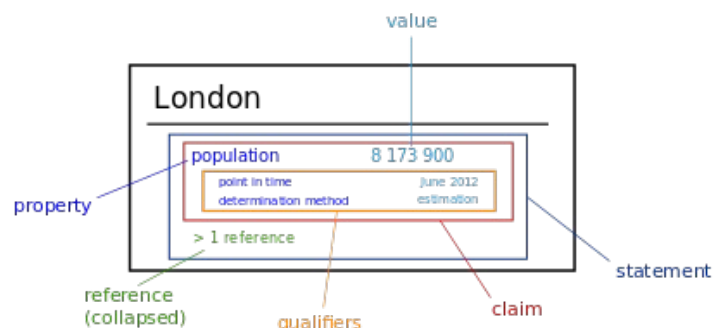 value
London
population 8 173 900
point in time June 2012
determination method estimation
property
> 1 reference
statement
reference
(collapsed)
claim
qualifiers